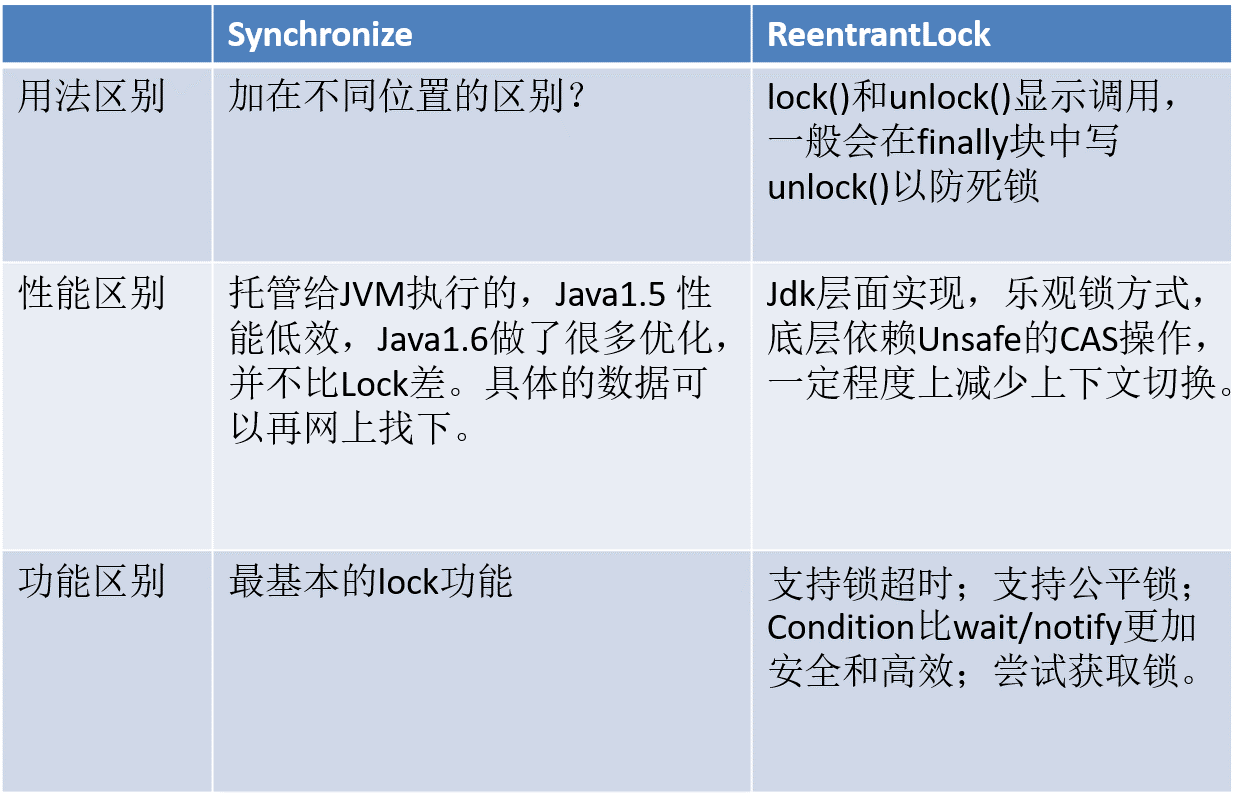 Synchronize
ReentrantLock
用法区别
加在不同位置的区别？
lock()和unlock()显示调用，
一般会在finally块中写
unlock()以防死锁
性能区别
托管给JVM执行的，Java1.5 性
能低效，Java1.6做了很多优化，
并不比Lock差。具体的数据可
以再网上找下。
Jdk层面实现，乐观锁方式，
底层依赖Unsafe的CAS操作，
一定程度上减少上下文切换。
功能区别
最基本的lock功能
支持锁超时；支持公平锁；
Condition比wait/notify更加
安全和高效；尝试获取锁。